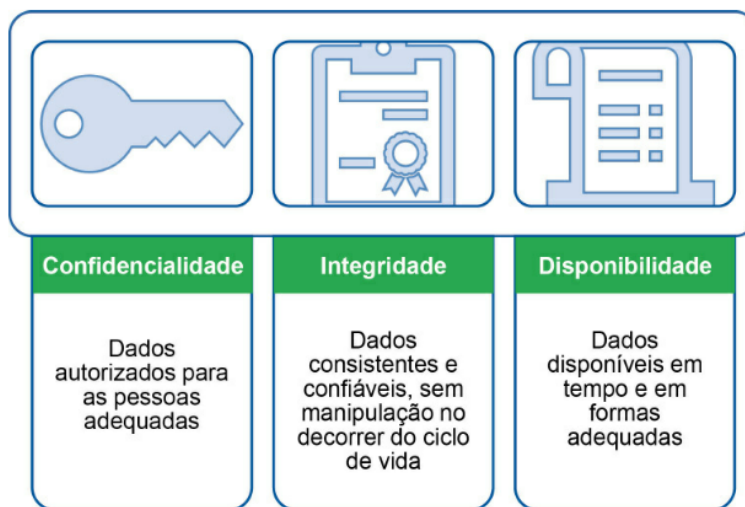 Confidencialidade
Dados
autorizados para
as pessoas
adequadas
Integridade
Dados
consistentes e
confiáveis, sem
manipulação no
decorrer do ciclo
de vida
Disponibilidade
Dados
disponíveis em
tempo e em
formas
adequadas